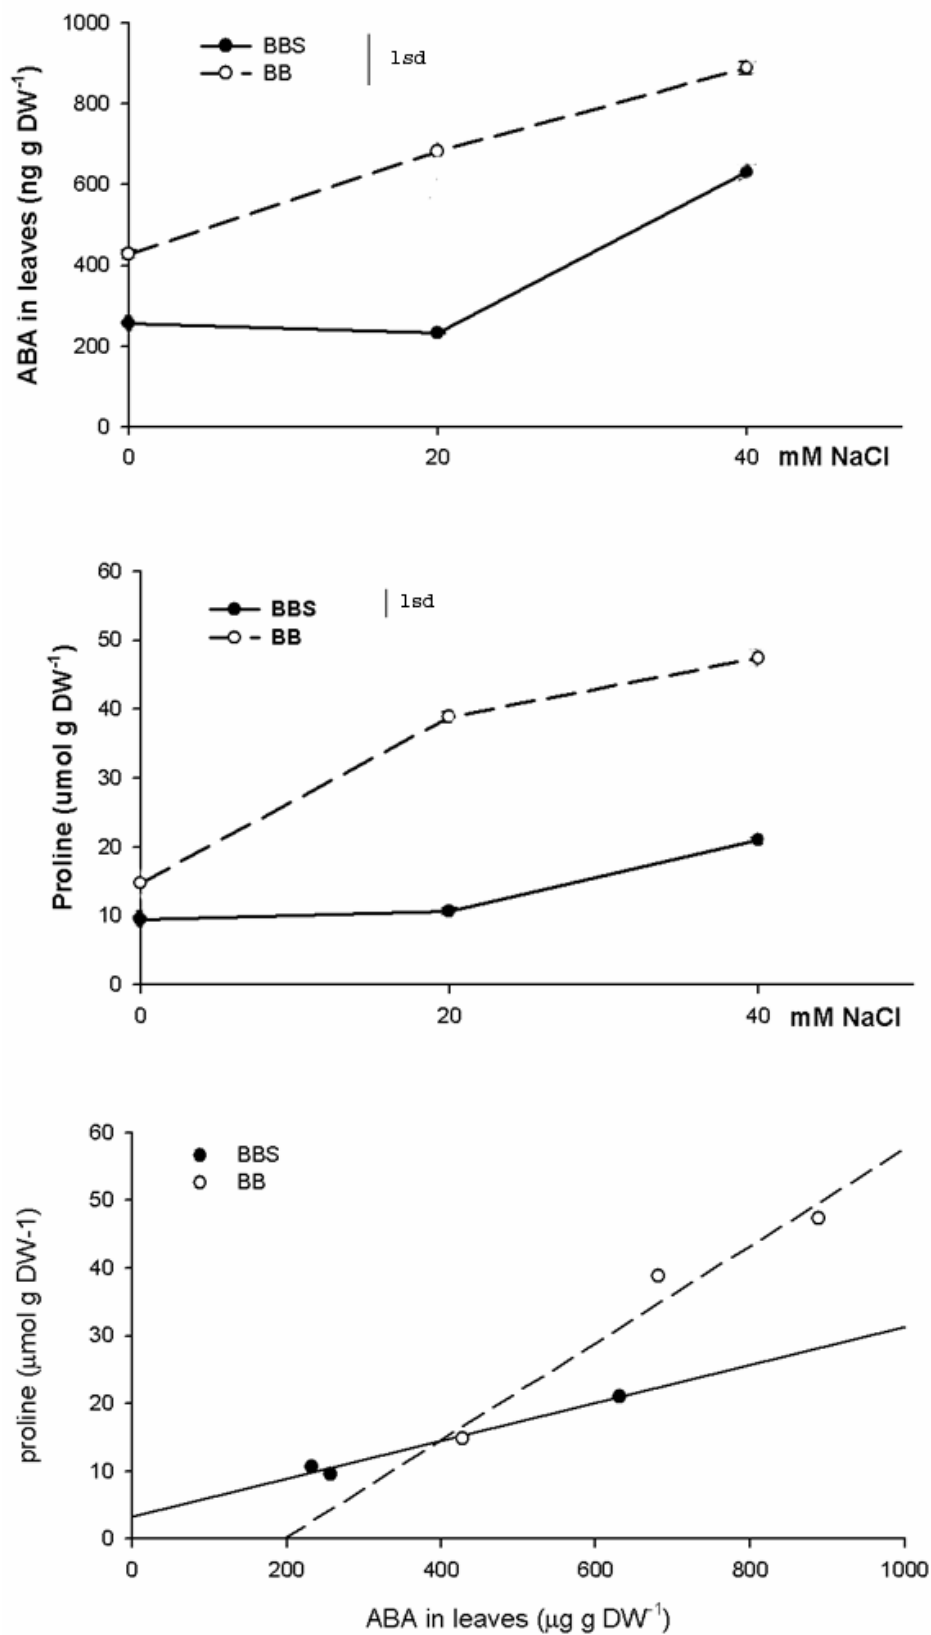 1000
BBS
lsd
BB
800
600
400
200
0
ABA in leaves (ng g DW-1)
0 20 40 mM NaCl
60
BBS
lsd
BB
50
40
30
20
10
0
Proline (umol g DW-1)
0 20 40 mM NaCl
60
BBS
BB
50
40
30
20
10
0
proline (μmol g DW-1)
0 200 400 600 800 1000
ABA in leaves (μg g DW-1)